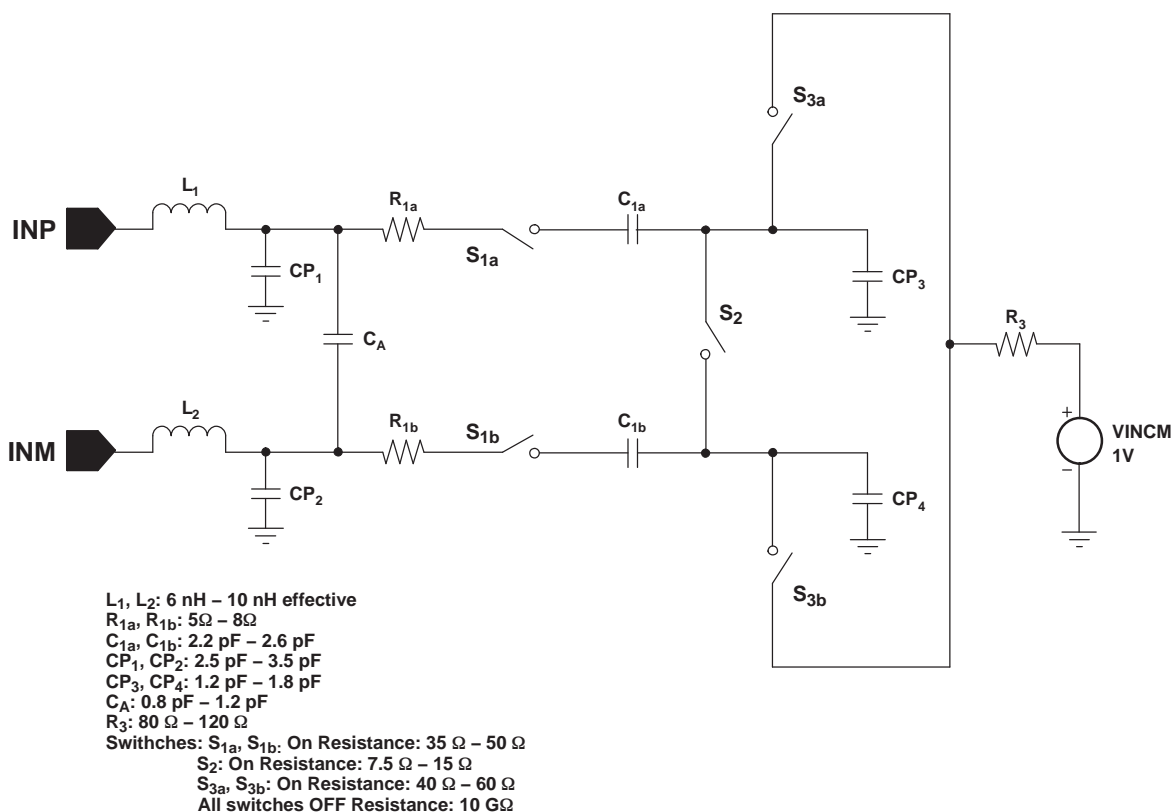 S3a
L1
R1a
C1a
INP
S1a
CP1
CP3
S2
R3
CA
L2
R1b
S1b
C1b
+
VINCM
1V
−
INM
CP2
CP4
S3b
L1, L2: 6 nH – 10 nH effective
R1a, R1b: 5Ω – 8Ω
C1a, C1b: 2.2 pF – 2.6 pF
CP1, CP2: 2.5 pF – 3.5 pF
CP3, CP4: 1.2 pF – 1.8 pF
CA: 0.8 pF – 1.2 pF
R3: 80 Ω – 120 Ω
Swithches: S1a, S1b: On Resistance: 35 Ω – 50 Ω
S2: On Resistance: 7.5 Ω – 15 Ω
S3a, S3b: On Resistance: 40 Ω – 60 Ω
All switches OFF Resistance: 10 GΩ